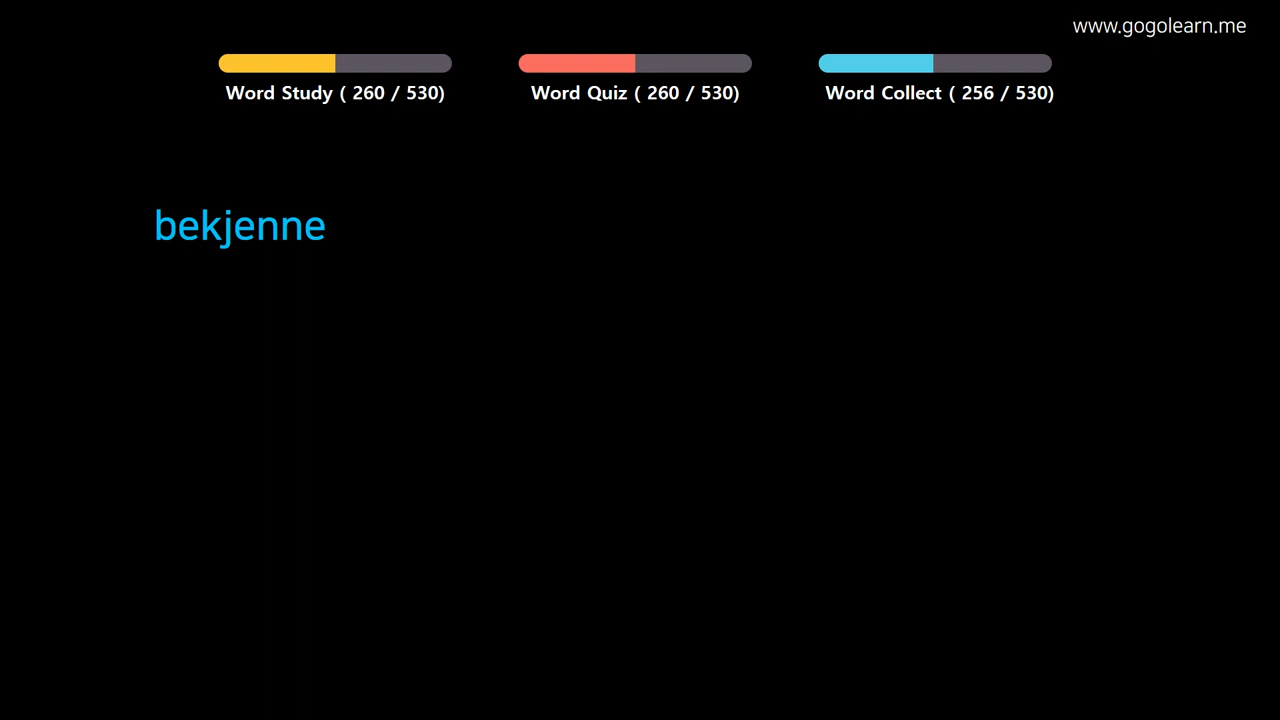 www.gogolearn.me
Word Study ( 260 / 530)
Word Quiz ( 260 / 530)
Word Collect ( 256 / 530)
bekjenne